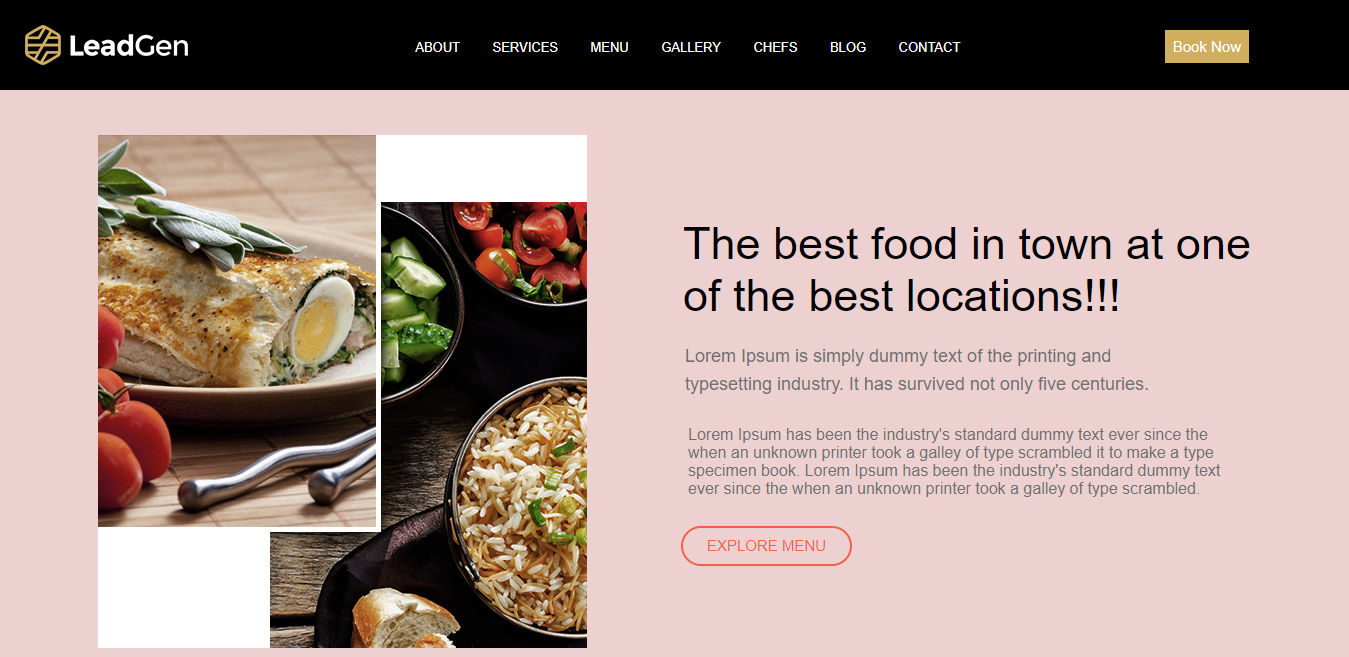 LeadGen
ABOUT SERVICES MENU GALLERY CHEFS BLOG CONTACT
Book Now
The best food in town at one
of the best locations!!!
Lorem Ipsum is simply dummy text of the printing and
typesetting industry. It has survived not only five centuries.
Lorem Ipsum has been the industry's standard dummy text ever since the
when an unknown printer took a galley of type scrambled it to make a type
specimen book. Lorem Ipsum has been the industry's standard dummy text
ever since the when an unknown printer took a galley of type scrambled.
EXPLORE MENU